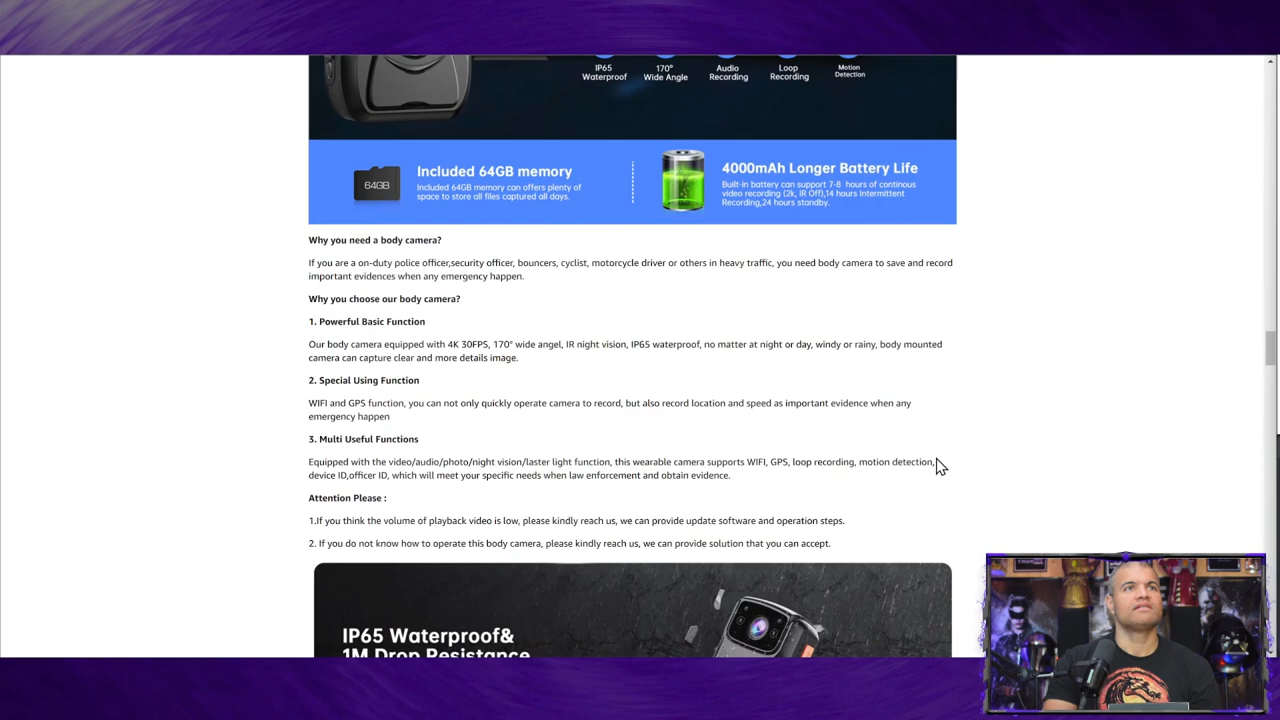 IP65
Waterproof
170°
Wide Angle
Audio
Recording
Loop
Recording
Motion
Detection
64GB
Included 64GB memory
Included 64GB memory can offers plenty of
space to store all files captured all days.
4000mAh Longer Battery Life
Built-in battery can support 7-8 hours of continous
video recording (2k, IR Off),14 hours Intermittent
Recording,24 hours standby.
Why you need a body camera?
If you are a on-duty police officer,security officer, bouncers, cyclist, motorcycle driver or others in heavy traffic, you need body camera to save and record
important evidences when any emergency happen.
Why you choose our body camera?
1. Powerful Basic Function
Our body camera equipped with 4K 30FPS, 170° wide angel, IR night vision, IP65 waterproof, no matter at night or day, windy or rainy, body mounted
camera can capture clear and more details image.
2. Special Using Function
WIFI and GPS function, you can not only quickly operate camera to record, but also record location and speed as important evidence when any
emergency happen
3. Multi Useful Functions
Equipped with the video/audio/photo/night vision/laster light function, this wearable camera supports WIFI, GPS, loop recording, motion detection,
device ID,officer ID, which will meet your specific needs when law enforcement and obtain evidence.
Attention Please :
1.If you think the volume of playback video is low, please kindly reach us, we can provide update software and operation steps.
2. If you do not know how to operate this body camera, please kindly reach us, we can provide solution that you can accept.
IP65 Waterproof&
1M Drop Resistance